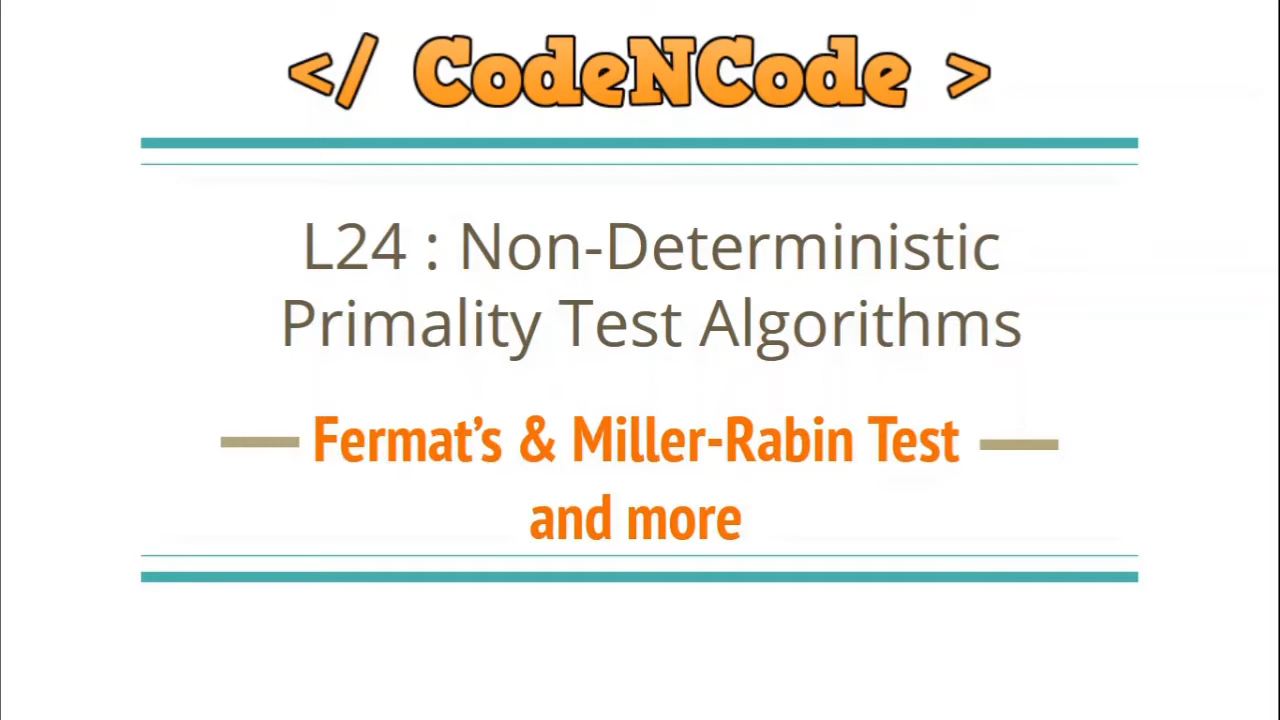 </ CodeNCode >
L24 : Non-Deterministic
Primality Test Algorithms
Fermat’s & Miller-Rabin Test
and more